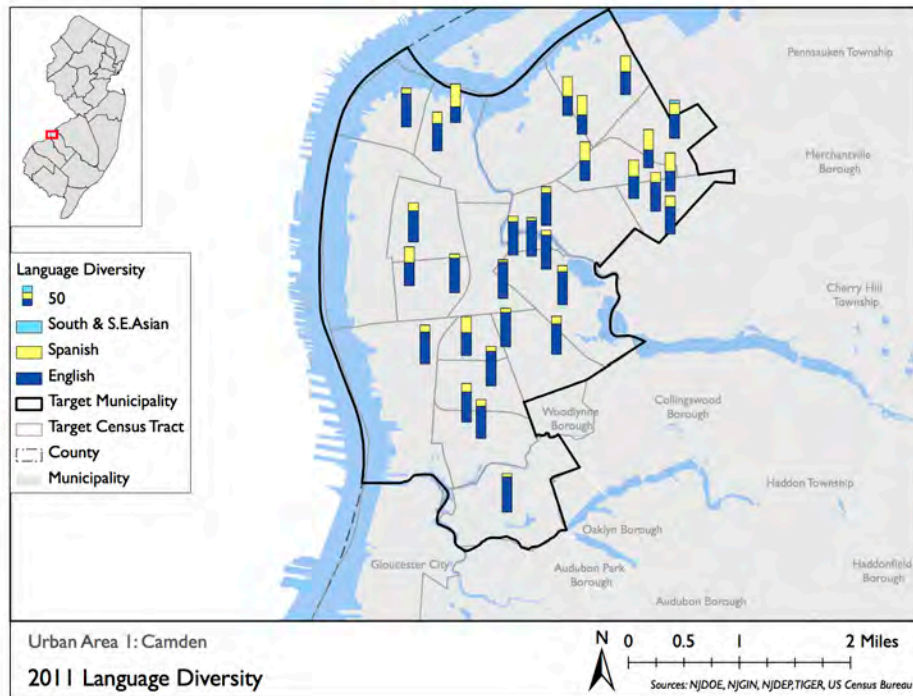 Pennsauken Township
Merchantville
Borough
Language Diversity
50
South & S.E.Asian
Spanish
English
Target Municipality
Target Census Tract
County
Municipality
Cherry Hill
Township
Woodlynne
Borough
Collingswood
Borough
Haddon Township
Oaklyn Borough
Gloucester City
Audubon Park
Borough
Haddonfield
Borough
Audubon Borough
Urban Area 1: Camden
2011 Language Diversity
N
0 0.5 1 2 Miles
Sources: NJDOE, NJGIN, NJDEP,TIGER, US Census Bureau